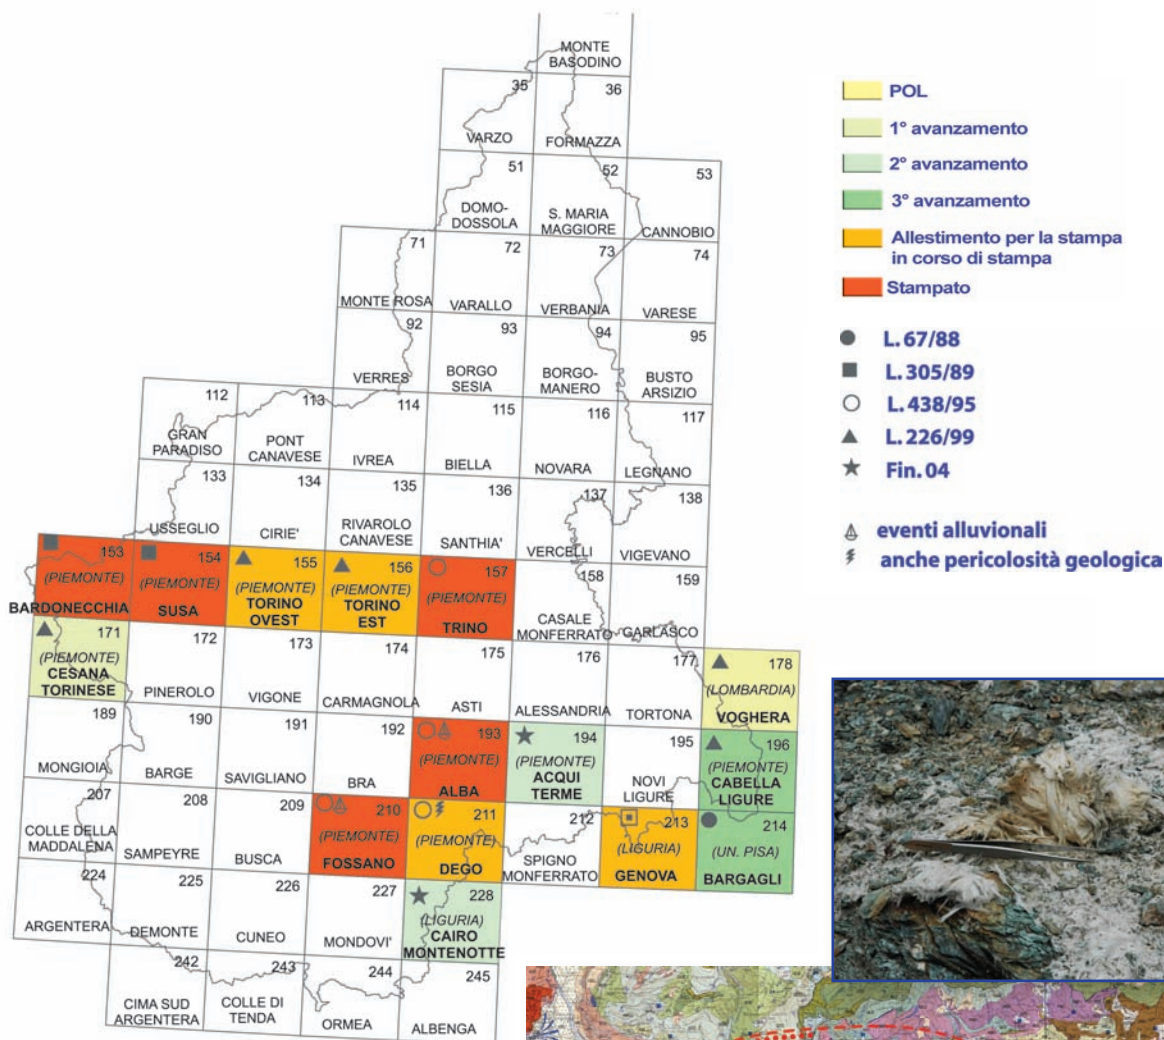 MONTE
BASODINO
35
VARZO
36
FORMAZZA
51
DOMO-
DOSSOLA
52
S. MARIA
MAGGIORE
53
CANNOBIO
71
MONTE ROSA
72
VARALLO
73
VERBANIA
74
VARESE
92
VERRES
93
BORGO
SESIA
94
BORGO-
MANERO
95
BUSTO
ARSIZIO
112
GRAN
PARADISO
113
PONT
CANAVESE
114
IVREA
115
BIELLA
116
NOVARA
117
LEGNANO
133
USSEGLIO
134
CIRIE'
135
RIVAROLO
CANAVESE
136
SANTHIA'
137
VERCELLI
138
VIGEVANO
153
(PIEMONTE)
BARDONECCHIA
154
(PIEMONTE)
SUSA
155
(PIEMONTE)
TORINO
OVEST
156
(PIEMONTE)
TORINO
EST
157
(PIEMONTE)
TRINO
158
CASALE
MONFERRATO
159
GARLASCO
171
(PIEMONTE)
CESANA
TORINESE
172
PINEROLO
173
VIGONE
174
CARMAGNOLA
175
ASTI
176
ALESSANDRIA
177
TORTONA
178
(LOMBARDIA)
VOGHERA
189
MONGIOIA
190
BARGE
191
SAVIGLIANO
192
BRA
193
(PIEMONTE)
ALBA
194
(PIEMONTE)
ACQUI
TERME
195
NOVI
LIGURE
196
(PIEMONTE)
CABELLA
LIGURE
207
COLLE DELLA
MADDALENA
208
SAMPEYRE
209
BUSCA
210
(PIEMONTE)
FOSSANO
211
(PIEMONTE)
DEGO
212
SPIGNO
MONFERRATO
213
(LIGURIA)
GENOVA
214
(UN. PISA)
BARGAGLI
224
ARGENTERA
225
DEMONTE
226
CUNEO
227
MONDOVI'
228
(LIGURIA)
CAIRO
MONTENOTTE
242
CIMA SUD
ARGENTERA
243
COLLE DI
TENDA
244
ORMEA
245
ALBENGA
POL
1° avanzamento
2° avanzamento
3° avanzamento
Allestimento per la stampa
in corso di stampa
Stampato
L. 67/88
L. 305/89
L. 438/95
L. 226/99
Fin. 04
eventi alluvionali
anche pericolosità geologica